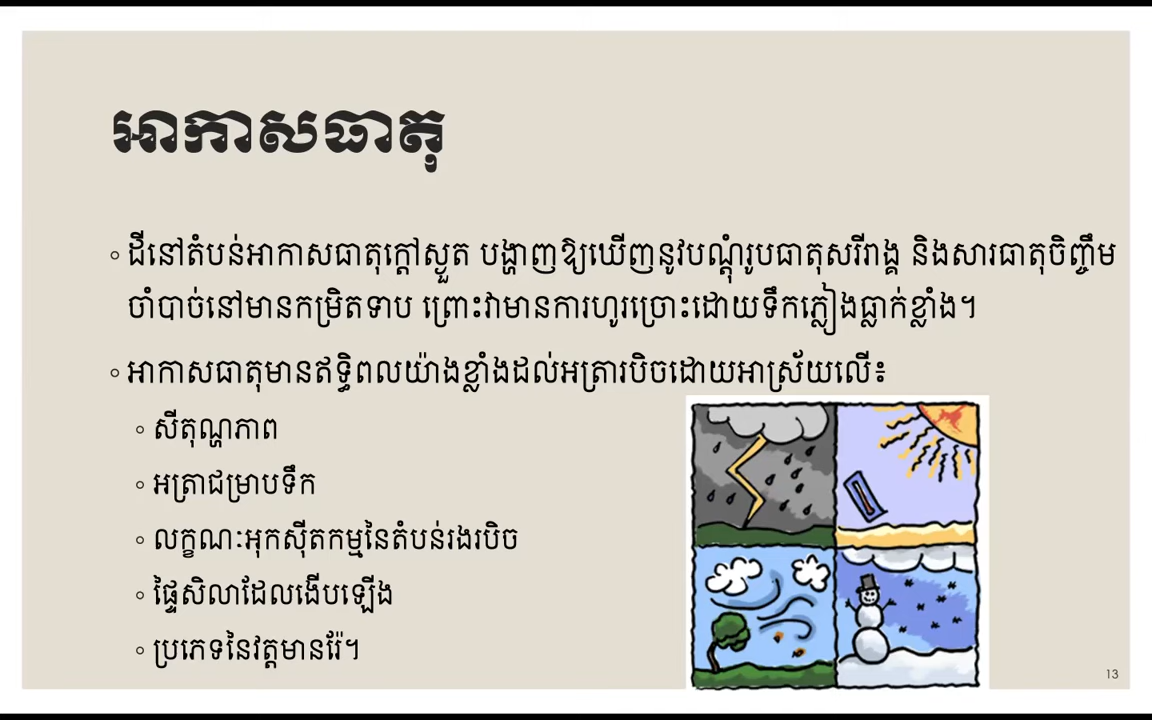 អាកាសធាតុ
◦ ដីនៅតំបន់អាកាសធាតុក្តៅស្ងួត បង្ហាញឱ្យឃើញនូវបណ្តុំរូបធាតុសរីរាង្គ និងសារធាតុចិញ្ចឹម
ចាំបាច់នៅមានកម្រិតទាប ព្រោះវាមានការហូរច្រោះដោយទឹកភ្លៀងធ្លាក់ខ្លាំង។
◦ អាកាសធាតុមានឥទ្ធិពលយ៉ាងខ្លាំងដល់អត្រារបិចដោយអាស្រ័យលើ៖
◦ សីតុណ្ហភាព
◦ អត្រាជម្រាបទឹក
◦ លក្ខណៈអុកស៊ីតកម្មនៃតំបន់រងរបិច
◦ ផ្ទៃសិលាដែលងើបឡើង
◦ ប្រភេទនៃវត្តមានរ៉ែ។
13